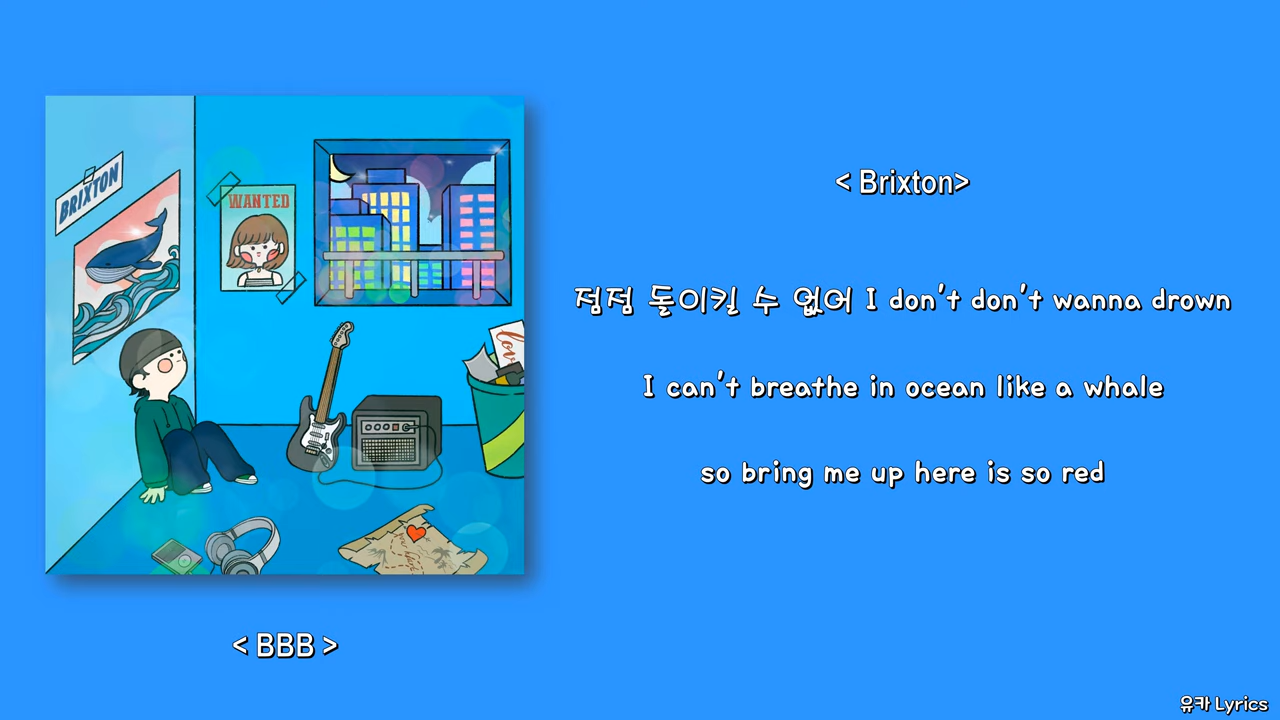 BRIXTON
WANTED
love
< Brixton>
점점 돌이킬 수 없어 I don't don't wanna drown
I can't breathe in ocean like a whale
so bring me up here is so red
< BBB >
유카 Lyrics